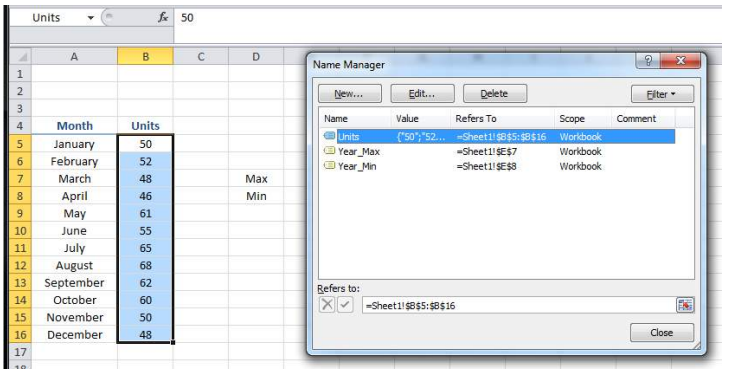 Units fx 50
A B C D
1
2
3
4 Month Units
5 January 50
6 February 52
7 March 48 Max
8 April 46 Min
9 May 61
10 June 55
11 July 65
12 August 68
13 September 62
14 October 60
15 November 50
16 December 48
17
18
Name Manager
New... Edit... Delete Filter
Name Value Refers To Scope Comment
Units {"50";"52... =Sheet1!$B$5:$B$16 Workbook
Year_Max =Sheet1!$E$7 Workbook
Year_Min =Sheet1!$E$8 Workbook
Refers to:
=Sheet1!$B$5:$B$16
Close